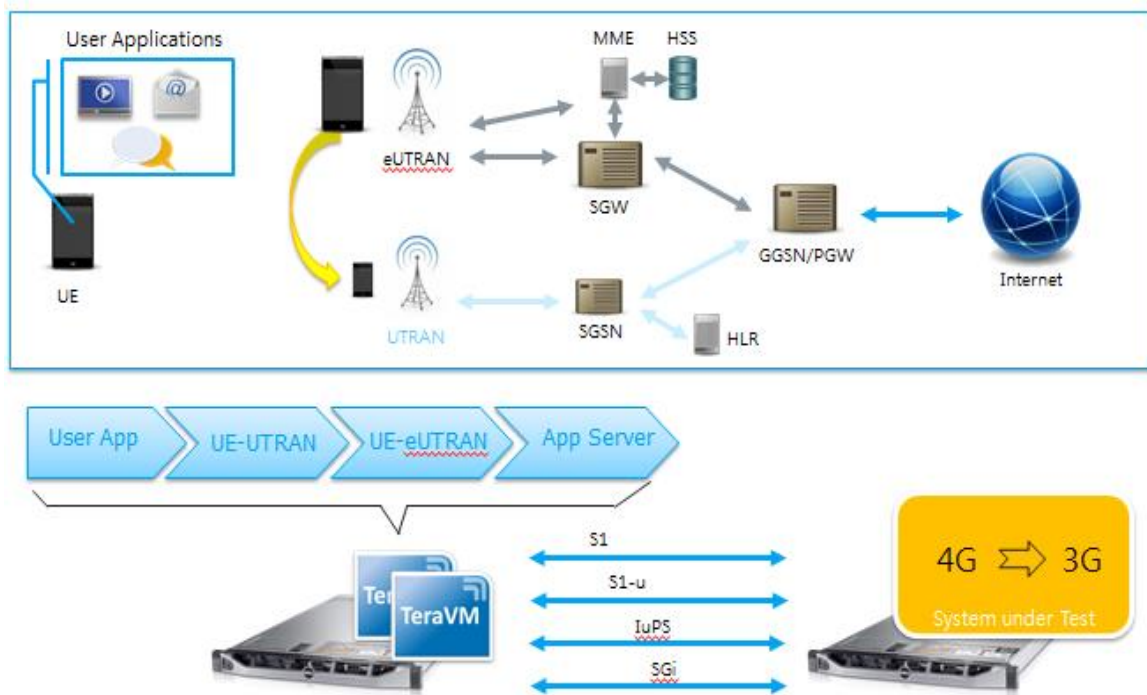 User Applications
@
UE
eUTRAN
UTRAN
MME
HSS
SGW
SGSN
HLR
GGSN/PGW
Internet
User App
UE-UTRAN
UE-eUTRAN
App Server
Te
TeraVM
S1
S1-u
IuPS
SGi
4G 3G
System under Test